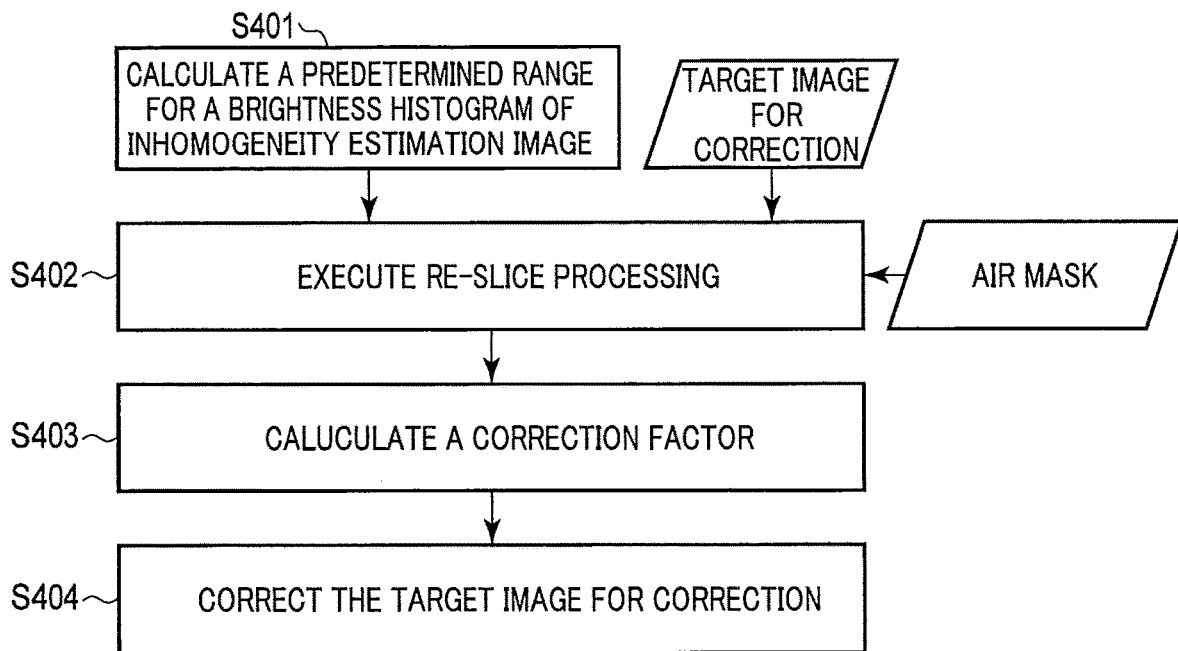 S401
CALCULATE A PREDETERMINED RANGE
FOR A BRIGHTNESS HISTOGRAM OF
INHOMOGENEITY ESTIMATION IMAGE
TARGET IMAGE
FOR
CORRECTION
S402
EXECUTE RE-SLICE PROCESSING
AIR MASK
S403
CALUCULATE A CORRECTION FACTOR
S404
CORRECT THE TARGET IMAGE FOR CORRECTION